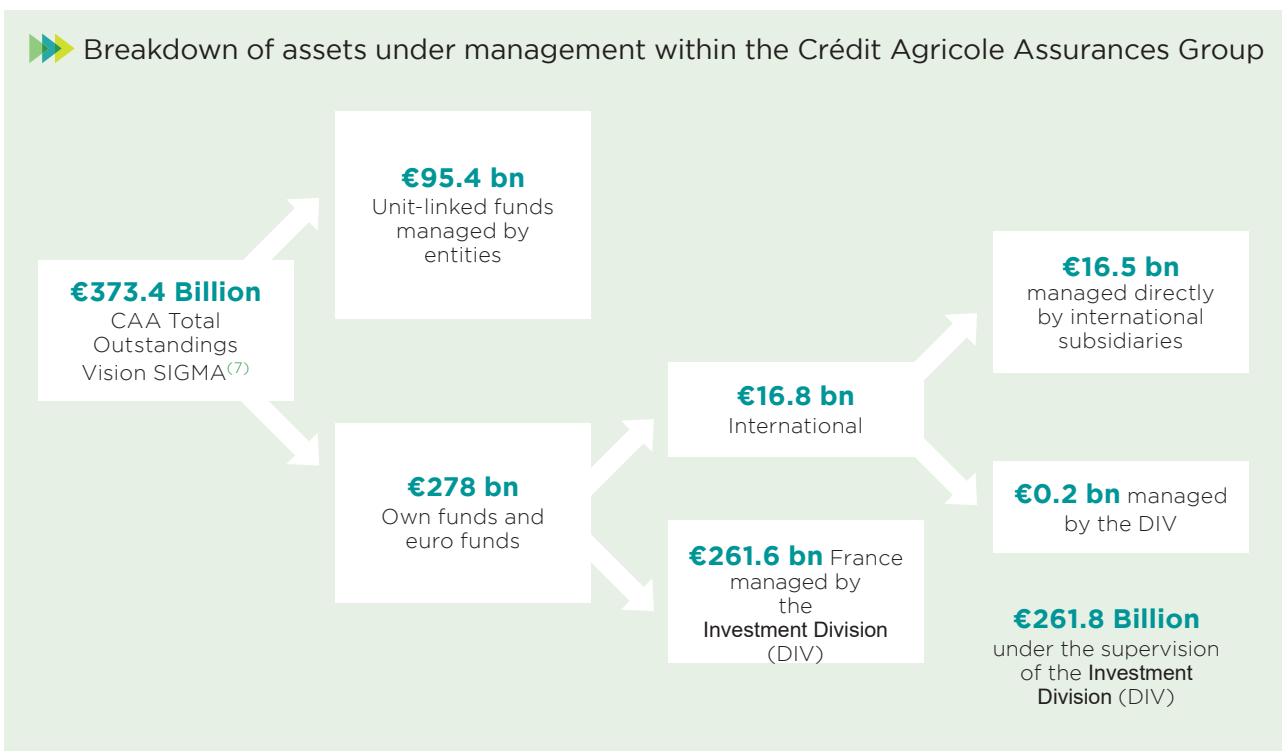 Breakdown of assets under management within the Crédit Agricole Assurances Group
€95.4 bn
Unit-linked funds
managed by
entities
€373.4 Billion
CAA Total
Outstandings
Vision SIGMA(7)
€278 bn
Own funds and
euro funds
€16.8 bn
International
€261.6 bn France
managed by
the
Investment Division
(DIV)
€16.5 bn
managed directly
by international
subsidiaries
€0.2 bn managed
by the DIV
€261.8 Billion
under the supervision
of the Investment
Division (DIV)